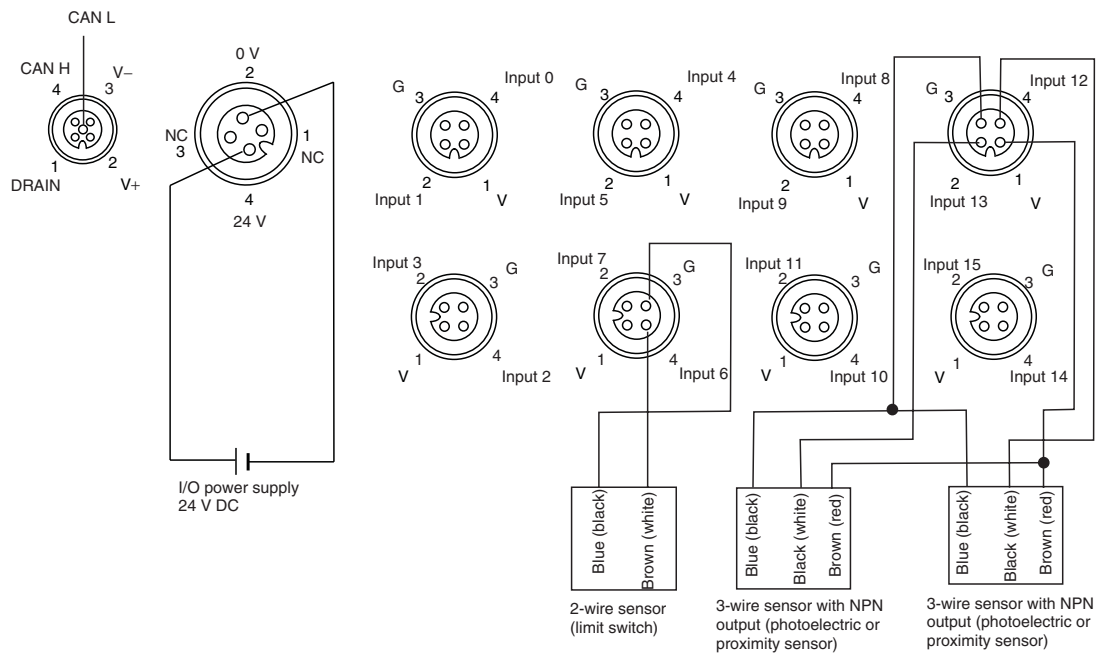 CAN L
CAN H
V–
4
3
1
2
DRAIN
V+
0 V
2
NC
3
1
NC
4
24 V
I/O power supply
24 V DC
G
3
Input 0
4
2
1
Input 1
V
G
3
Input 4
4
2
1
Input 5
V
G
3
Input 8
4
2
1
Input 9
V
G
3
Input 12
4
2
1
Input 13
V
Input 3
2
G
3
1
4
V
Input 2
Input 7
2
G
3
1
4
V
Input 6
Input 11
2
G
3
1
4
V
Input 10
Input 15
2
G
3
1
4
V
Input 14
Blue (black)
Brown (white)
2-wire sensor
(limit switch)
Blue (black)
Black (white)
Brown (red)
3-wire sensor with NPN
output (photoelectric or
proximity sensor)
Blue (black)
Black (white)
Brown (red)
3-wire sensor with NPN
output (photoelectric or
proximity sensor)